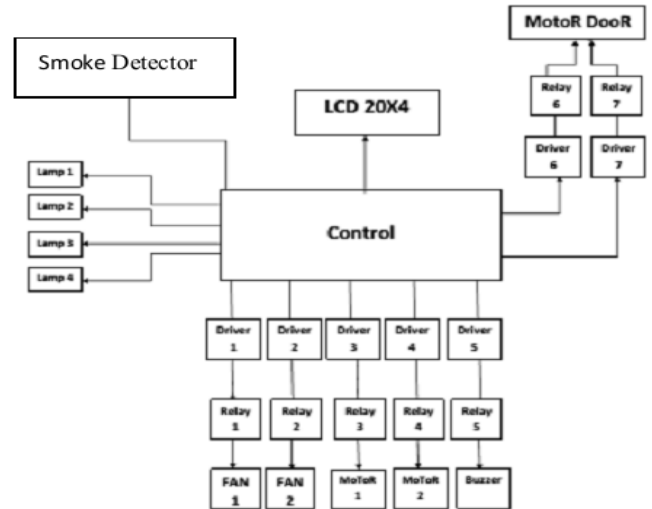 MotoR DooR
Smoke Detector
LCD 20X4
Relay 6
Relay 7
Driver 6
Driver 7
Lamp 1
Lamp 2
Lamp 3
Lamp 4
Control
Driver 1
Driver 2
Driver 3
Driver 4
Driver 5
Relay 1
Relay 2
Relay 3
Relay 4
Relay 5
FAN 1
FAN 2
MoToR 1
MoToR 2
Buzzer